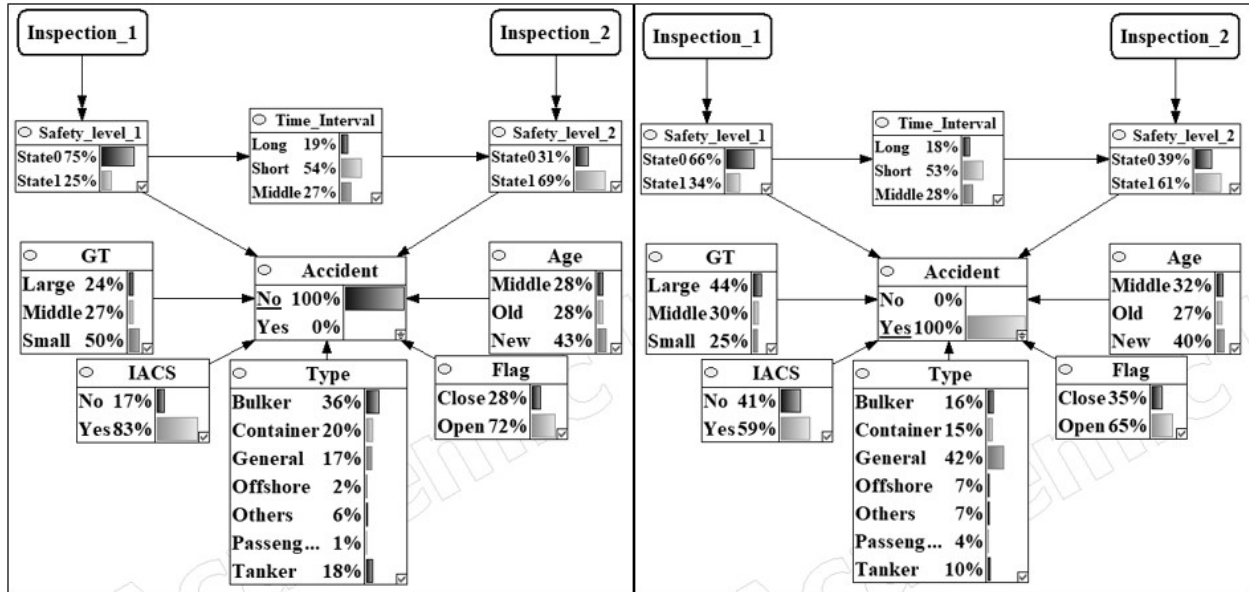 Inspection_1
Inspection_2
Safety_level_1
State0 75%
State1 25%
Time_Interval
Long 19%
Short 54%
Middle 27%
Safety_level_2
State0 31%
State1 69%
GT
Large 24%
Middle 27%
Small 50%
Accident
No 100%
Yes 0%
Age
Middle 28%
Old 28%
New 43%
IACS
No 17%
Yes 83%
Type
Bulker 36%
Container 20%
General 17%
Offshore 2%
Others 6%
Passeng... 1%
Tanker 18%
Flag
Close 28%
Open 72%
Inspection_1
Inspection_2
Safety_level_1
State0 66%
State1 34%
Time_Interval
Long 18%
Short 53%
Middle 28%
Safety_level_2
State0 39%
State1 61%
GT
Large 44%
Middle 30%
Small 25%
Accident
No 0%
Yes 100%
Age
Middle 32%
Old 27%
New 40%
IACS
No 41%
Yes 59%
Type
Bulker 16%
Container 15%
General 42%
Offshore 7%
Others 7%
Passeng... 4%
Tanker 10%
Flag
Close 35%
Open 65%